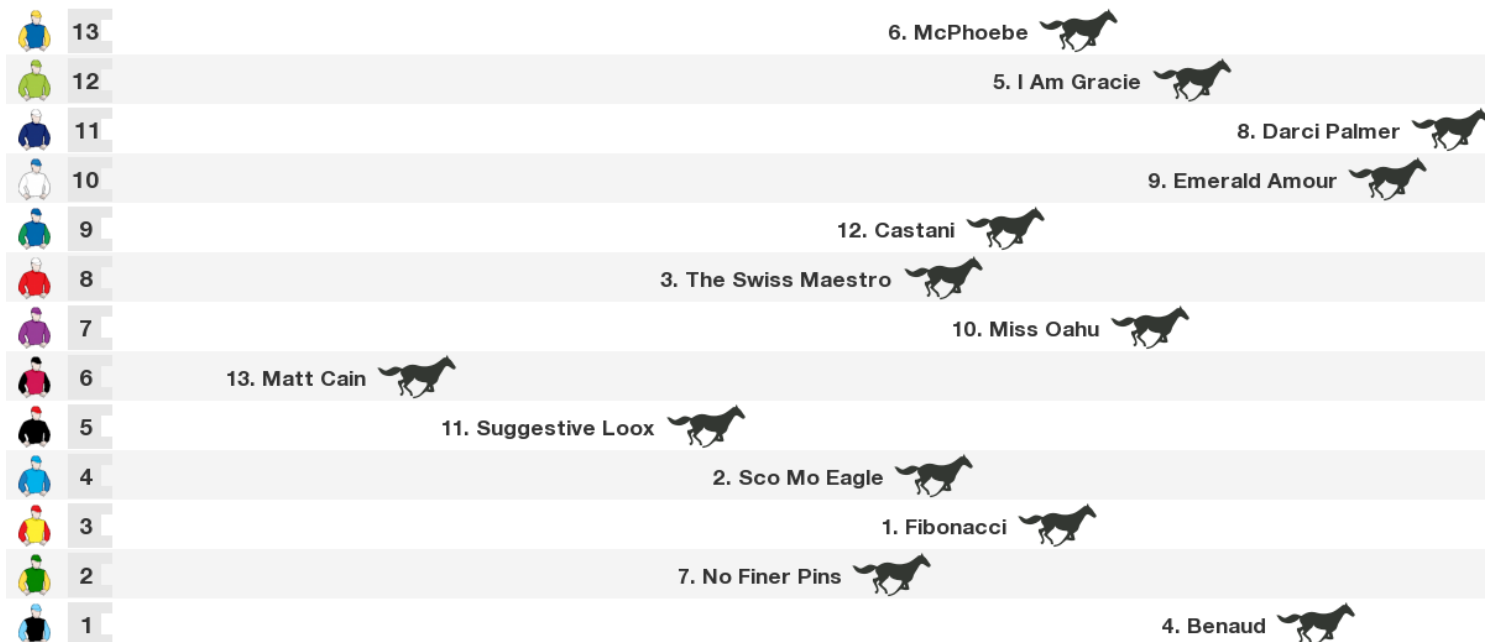 13 6. McPhoebe
12 5. I Am Gracie
11 8. Darci Palmer
10 9. Emerald Amour
9 12. Castani
8 3. The Swiss Maestro
7 10. Miss Oahu
6 13. Matt Cain
5 11. Suggestive Loox
4 2. Sco Mo Eagle
3 1. Fibonacci
2 7. No Finer Pins
1 4. Benaud